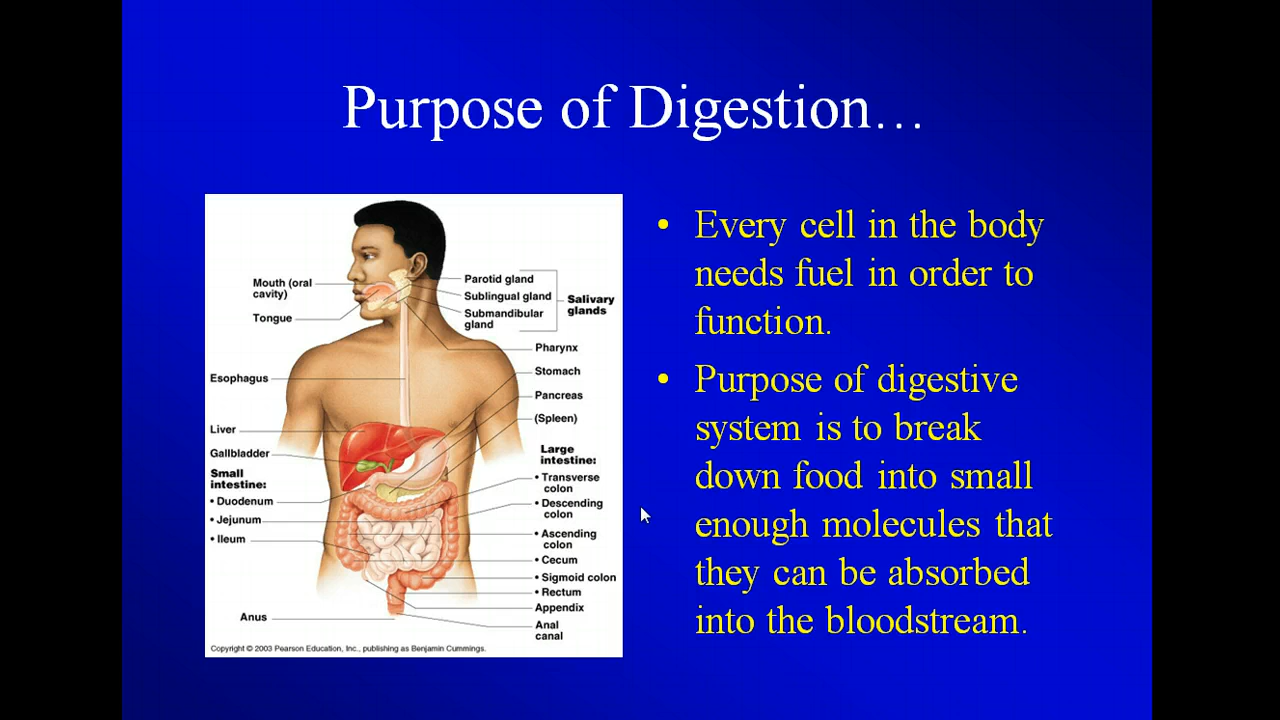 Purpose of Digestion…
Mouth (oral
cavity)
Tongue
Esophagus
Liver
Gallbladder
Small
intestine:
• Duodenum
• Jejunum
• Ileum
Anus
Parotid gland
Sublingual gland
Submandibular
gland
Salivary
glands
Pharynx
Stomach
Pancreas
(Spleen)
Large
intestine:
• Transverse
colon
• Descending
colon
• Ascending
colon
• Cecum
• Sigmoid colon
• Rectum
Appendix
Anal
canal
Copyright © 2003 Pearson Education, Inc., publishing as Benjamin Cummings.
• Every cell in the body
needs fuel in order to
function.
• Purpose of digestive
system is to break
down food into small
enough molecules that
they can be absorbed
into the bloodstream.